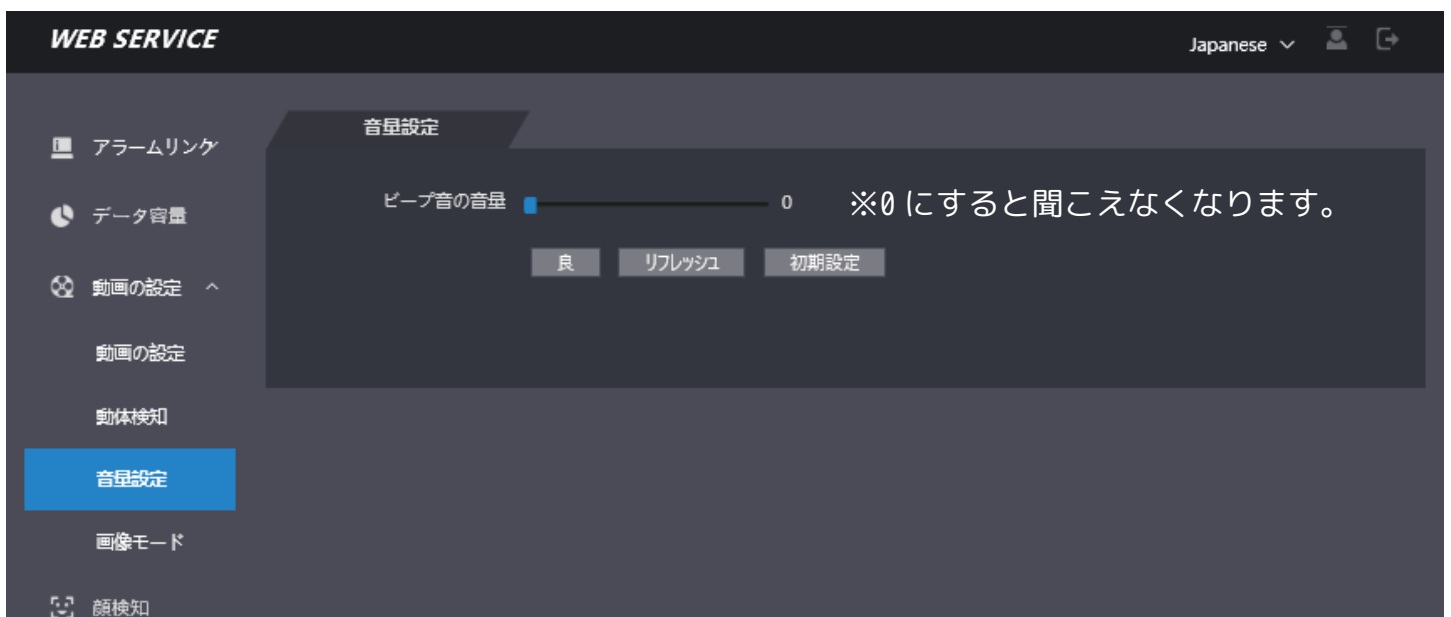 WEB SERVICE
Japanese
アラームリンク
データ容量
動画の設定
動画の設定
動体検知
音量設定
画像モード
顔検知
音量設定
ビープ音の音量 0 ※0にすると聞こえなくなります。
良 リフレッシュ 初期設定